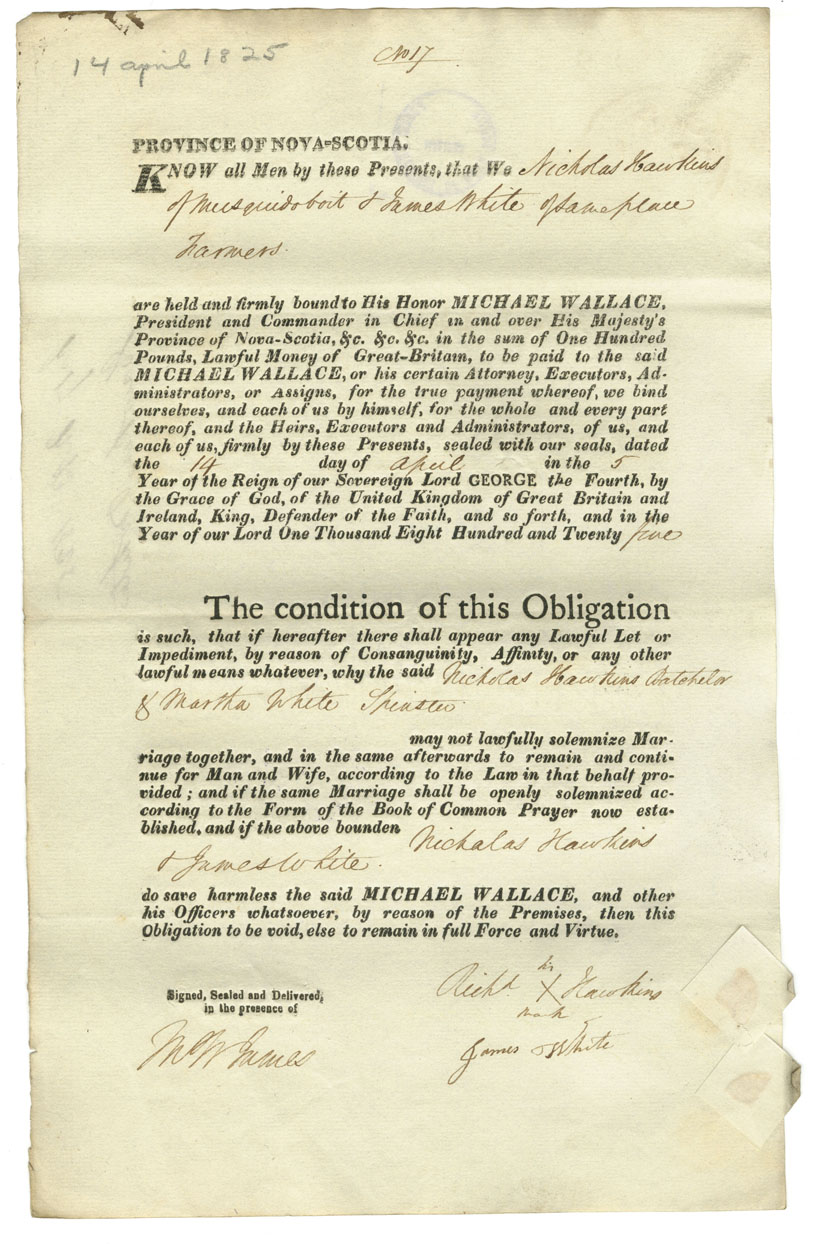 14 april 1825
No 17
PROVINCE OF NOVA-SCOTIA.
KNOW all Men by these Presents, that We Nicholas Hawkins
of Musquidoboit & James White of same place
Farmers.
are held and firmly bound to His Honor MICHAEL WALLACE,
President and Commander in Chief in and over His Majesty's
Province of Nova-Scotia, &c. &c. &c. in the sum of One Hundred
Pounds, Lawful Money of Great-Britain, to be paid to the said
MICHAEL WALLACE, or his certain Attorney, Executors, Ad-
ministrators, or Assigns, for the true payment whereof, we bind
ourselves, and each of us by himself, for the whole and every part
thereof, and the Heirs, Executors and Administrators, of us, and
each of us, firmly by these Presents, sealed with our seals, dated
the 14 day of April in the 5
Year of the Reign of our Sovereign Lord GEORGE the Fourth, by
the Grace of God, of the United Kingdom of Great Britain and
Ireland, King, Defender of the Faith, and so forth, and in the
Year of our Lord One Thousand Eight Hundred and Twenty five
The condition of this Obligation
is such, that if hereafter there shall appear any Lawful Let or
Impediment, by reason of Consanguinity, Affinity, or any other
lawful means whatever, why the said Nicholas Hawkins Batchelor
& Martha White Spinster
may not lawfully solemnize Mar-
riage together, and in the same afterwards to remain and conti-
nue for Man and Wife, according to the Law in that behalf pro-
vided; and if the same Marriage shall be openly solemnized ac-
cording to the Form of the Book of Common Prayer now esta-
blished, and if the above bounden Nicholas Hawkins
& James White.
do save harmless the said MICHAEL WALLACE, and other
his Officers whatsoever, by reason of the Premises, then this
Obligation to be void, else to remain in full Force and Virtue.
Signed, Sealed and Delivered,
in the presence of
his
Richd X Hawkins
mark
James White